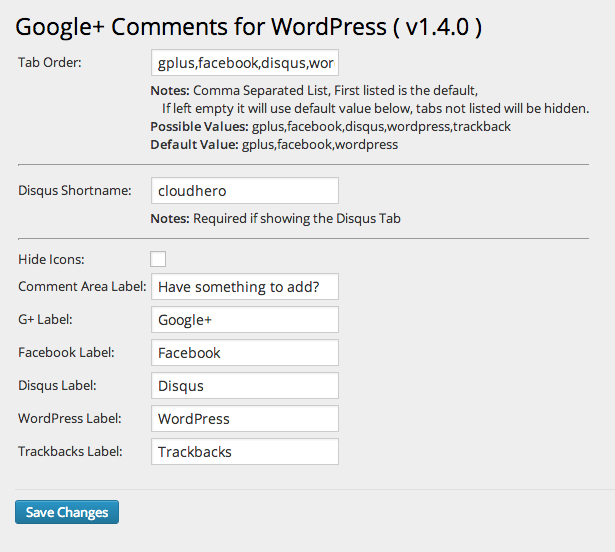 Google+ Comments for WordPress ( v1.4.0 )
Tab Order: gplus,facebook,disqus,wor
Notes: Comma Separated List, First listed is the default,
If left empty it will use default value below, tabs not listed will be hidden.
Possible Values: gplus,facebook,disqus,wordpress,trackback
Default Value: gplus,facebook,wordpress
Disqus Shortname: cloudhero
Notes: Required if showing the Disqus Tab
Hide Icons:
Comment Area Label: Have something to add?
G+ Label: Google+
Facebook Label: Facebook
Disqus Label: Disqus
WordPress Label: WordPress
Trackbacks Label: Trackbacks
Save Changes